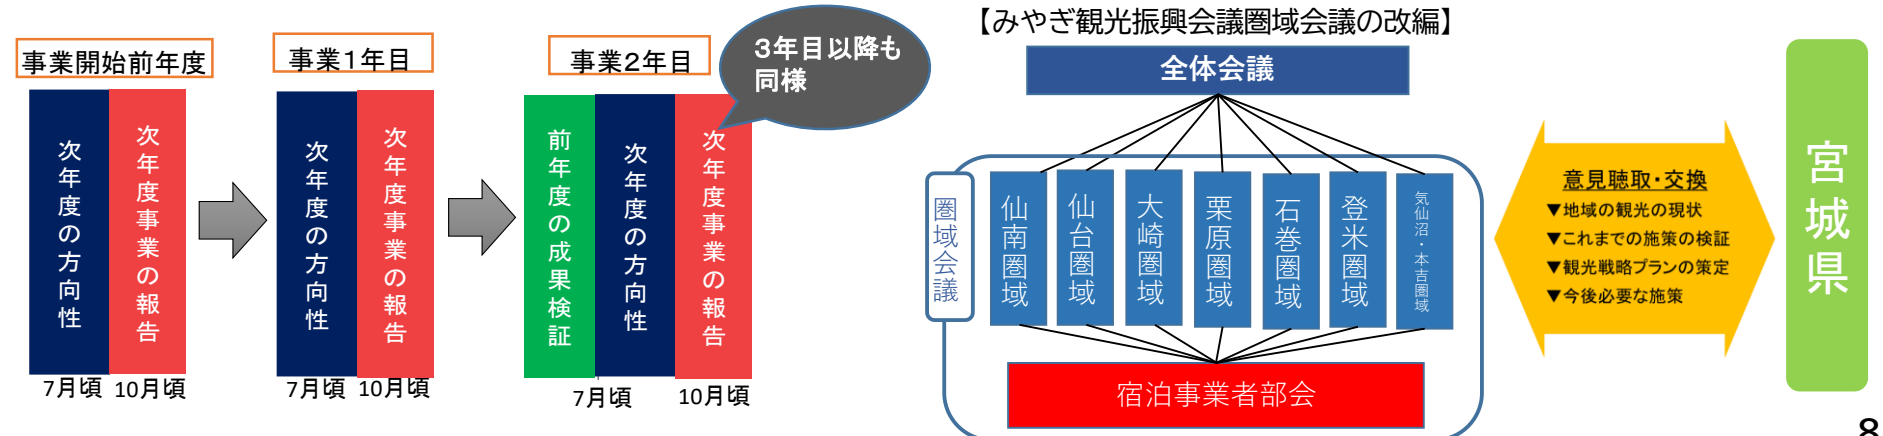 事業開始前年度
次年度の方向性
次年度事業の報告
7月頃
10月頃
事業1年目
次年度の方向性
次年度事業の報告
7月頃
10月頃
事業2年目
3年目以降も
同様
前年度の成果検証
次年度の方向性
次年度事業の報告
7月頃
10月頃
【みやぎ観光振興会議圏域会議の改編】
全体会議
圏域会議
仙南圏域
仙台圏域
大崎圏域
栗原圏域
石巻圏域
登米圏域
気仙沼・本吉圏域
宿泊事業者部会
意見聴取・交換
▼地域の観光の現状
▼これまでの施策の検証
▼観光戦略プランの策定
▼今後必要な施策
宮城県
8